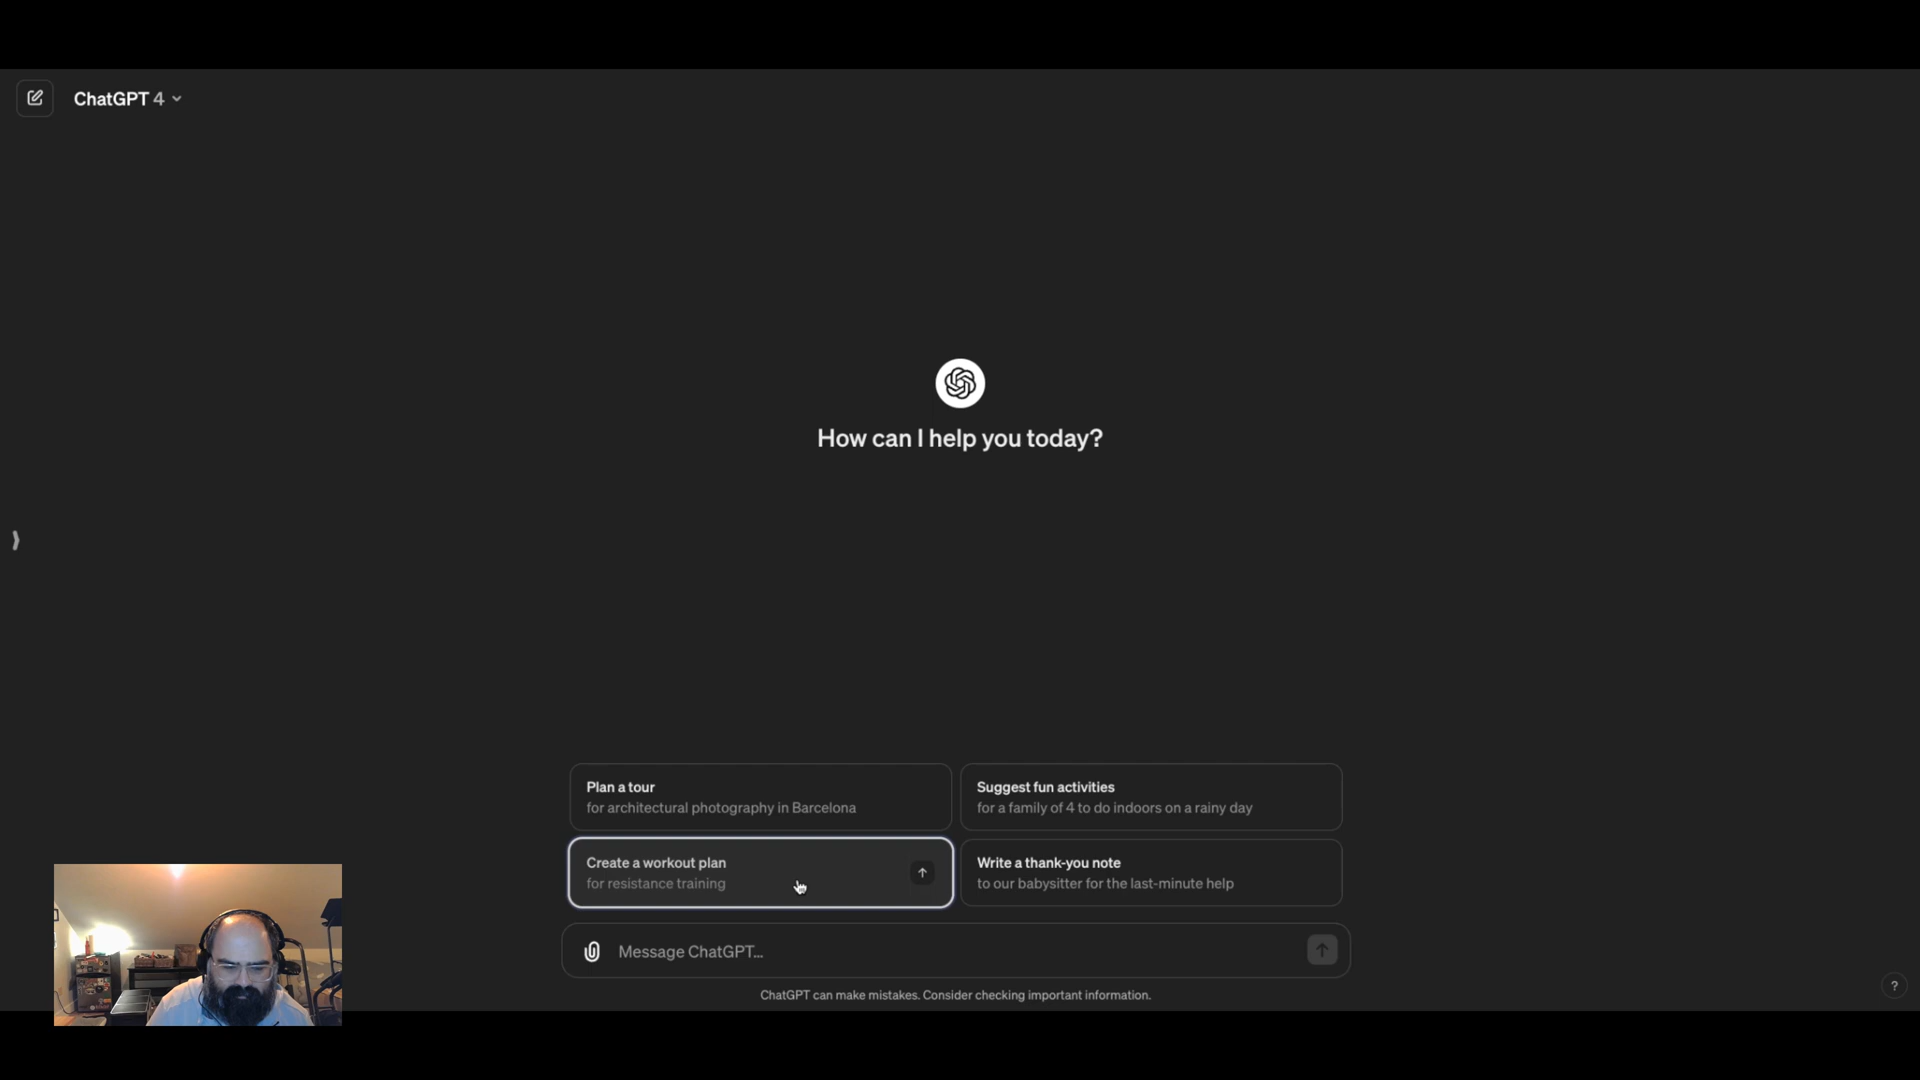 ChatGPT 4
How can I help you today?
Plan a tour
for architectural photography in Barcelona
Suggest fun activities
for a family of 4 to do indoors on a rainy day
Create a workout plan
for resistance training
Write a thank-you note
to our babysitter for the last-minute help
Message ChatGPT...
ChatGPT can make mistakes. Consider checking important information.
?